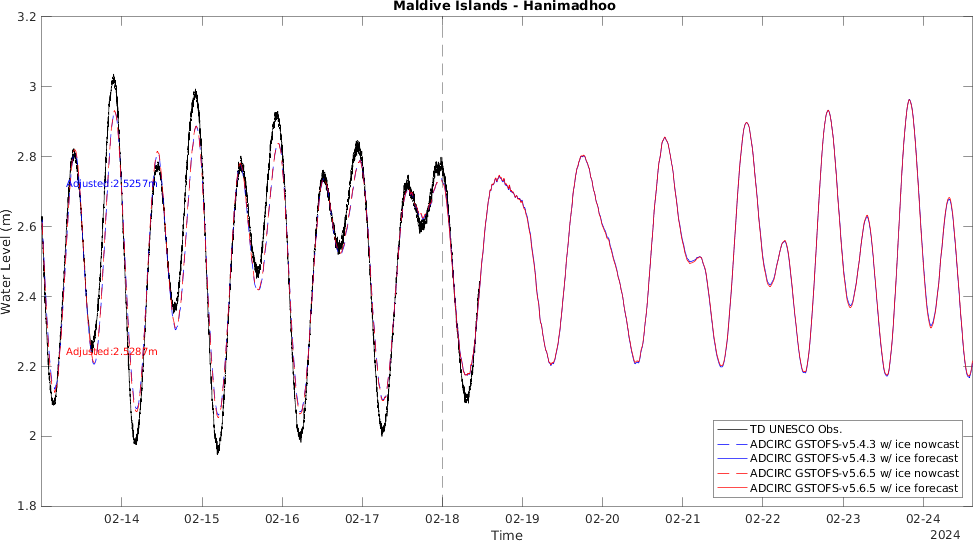 Maldive Islands - Hanimadhoo
3.2
3
2.8
2.6
2.4
2.2
2
1.8
Water Level (m)
Adjusted:2.5257m
Adjusted:2.5287m
TD UNESCO Obs.
ADCIRC GSTOFS-v5.4.3 w/ ice nowcast
ADCIRC GSTOFS-v5.4.3 w/ ice forecast
ADCIRC GSTOFS-v5.6.5 w/ ice nowcast
ADCIRC GSTOFS-v5.6.5 w/ ice forecast
02-14 02-15 02-16 02-17 02-18 02-19 02-20 02-21 02-22 02-23 02-24
Time
2024